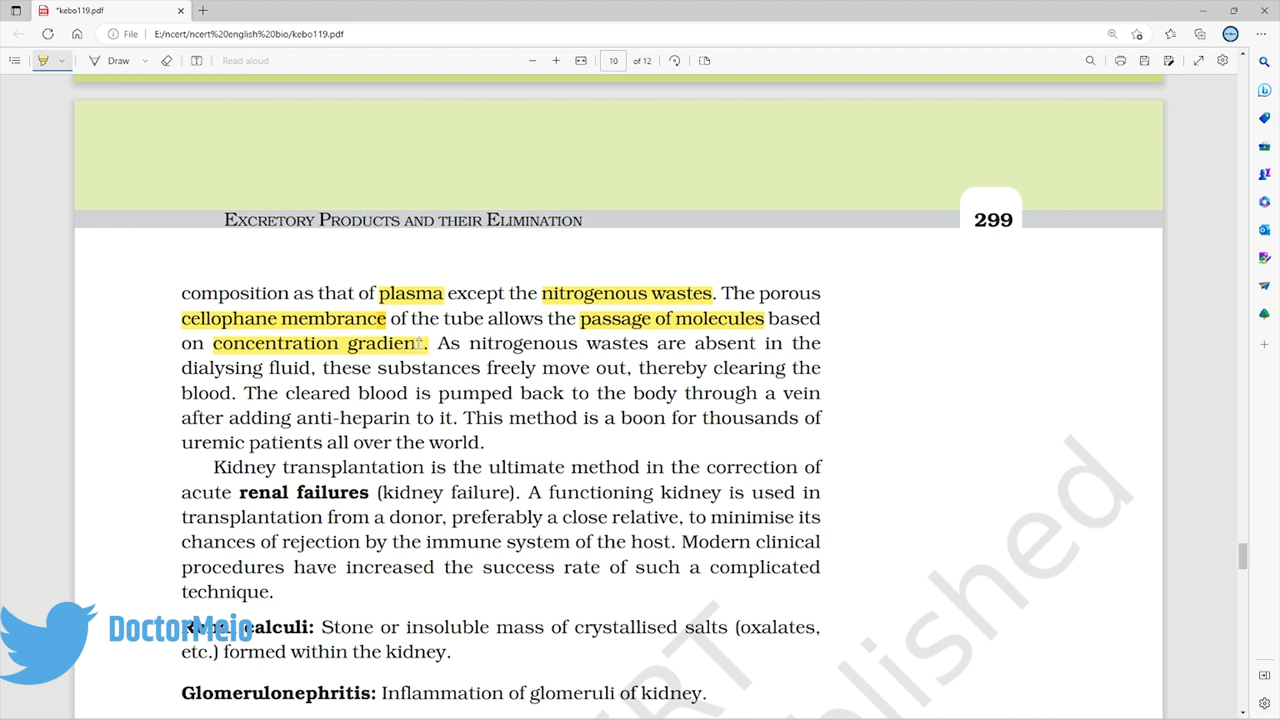 *kebo119.pdf
File
E:/ncert/ncert%20english%20bio/kebo119.pdf
Draw
Read aloud
10 of 12
EXCRETORY PRODUCTS AND THEIR ELIMINATION
299
composition as that of plasma except the nitrogenous wastes. The porous
cellophane membrance of the tube allows the passage of molecules based
on concentration gradient. As nitrogenous wastes are absent in the
dialysing fluid, these substances freely move out, thereby clearing the
blood. The cleared blood is pumped back to the body through a vein
after adding anti-heparin to it. This method is a boon for thousands of
uremic patients all over the world.
Kidney transplantation is the ultimate method in the correction of
acute renal failures (kidney failure). A functioning kidney is used in
transplantation from a donor, preferably a close relative, to minimise its
chances of rejection by the immune system of the host. Modern clinical
procedures have increased the success rate of such a complicated
technique.
calculi: Stone or insoluble mass of crystallised salts (oxalates,
etc.) formed within the kidney.
Glomerulonephritis: Inflammation of glomeruli of kidney.
DoctorMeio